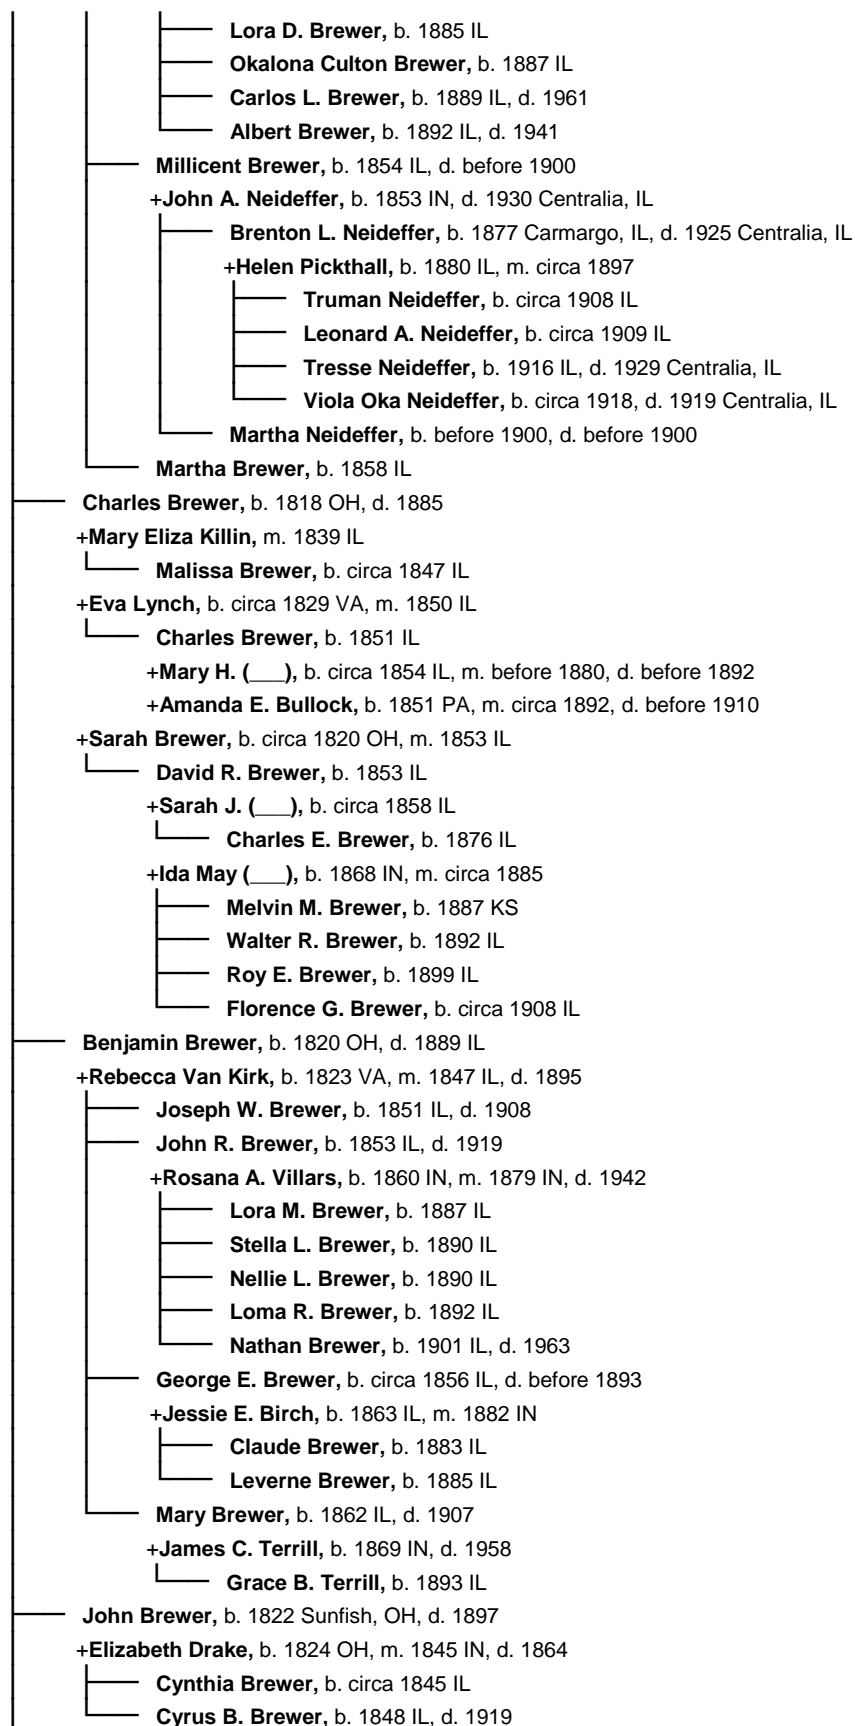 Lora D. Brewer, b. 1885 IL
Okalona Culton Brewer, b. 1887 IL
Carlos L. Brewer, b. 1889 IL, d. 1961
Albert Brewer, b. 1892 IL, d. 1941
Millicent Brewer, b. 1854 IL, d. before 1900
+John A. Neideffer, b. 1853 IN, d. 1930 Centralia, IL
Brenton L. Neideffer, b. 1877 Carmargo, IL, d. 1925 Centralia, IL
+Helen Pickthall, b. 1880 IL, m. circa 1897
Truman Neideffer, b. circa 1908 IL
Leonard A. Neideffer, b. circa 1909 IL
Tresse Neideffer, b. 1916 IL, d. 1929 Centralia, IL
Viola Oka Neideffer, b. circa 1918, d. 1919 Centralia, IL
Martha Neideffer, b. before 1900, d. before 1900
Martha Brewer, b. 1858 IL
Charles Brewer, b. 1818 OH, d. 1885
+Mary Eliza Killin, m. 1839 IL
Malissa Brewer, b. circa 1847 IL
+Eva Lynch, b. circa 1829 VA, m. 1850 IL
Charles Brewer, b. 1851 IL
+Mary H. (___), b. circa 1854 IL, m. before 1880, d. before 1892
+Amanda E. Bullock, b. 1851 PA, m. circa 1892, d. before 1910
+Sarah Brewer, b. circa 1820 OH, m. 1853 IL
David R. Brewer, b. 1853 IL
+Sarah J. (___), b. circa 1858 IL
Charles E. Brewer, b. 1876 IL
+Ida May (___), b. 1868 IN, m. circa 1885
Melvin M. Brewer, b. 1887 KS
Walter R. Brewer, b. 1892 IL
Roy E. Brewer, b. 1899 IL
Florence G. Brewer, b. circa 1908 IL
Benjamin Brewer, b. 1820 OH, d. 1889 IL
+Rebecca Van Kirk, b. 1823 VA, m. 1847 IL, d. 1895
Joseph W. Brewer, b. 1851 IL, d. 1908
John R. Brewer, b. 1853 IL, d. 1919
+Rosana A. Villars, b. 1860 IN, m. 1879 IN, d. 1942
Lora M. Brewer, b. 1887 IL
Stella L. Brewer, b. 1890 IL
Nellie L. Brewer, b. 1890 IL
Loma R. Brewer, b. 1892 IL
Nathan Brewer, b. 1901 IL, d. 1963
George E. Brewer, b. circa 1856 IL, d. before 1893
+Jessie E. Birch, b. 1863 IL, m. 1882 IN
Claude Brewer, b. 1883 IL
Leverne Brewer, b. 1885 IL
Mary Brewer, b. 1862 IL, d. 1907
+James C. Terrill, b. 1869 IN, d. 1958
Grace B. Terrill, b. 1893 IL
John Brewer, b. 1822 Sunfish, OH, d. 1897
+Elizabeth Drake, b. 1824 OH, m. 1845 IN, d. 1864
Cynthia Brewer, b. circa 1845 IL
Cyrus B. Brewer, b. 1848 IL, d. 1919